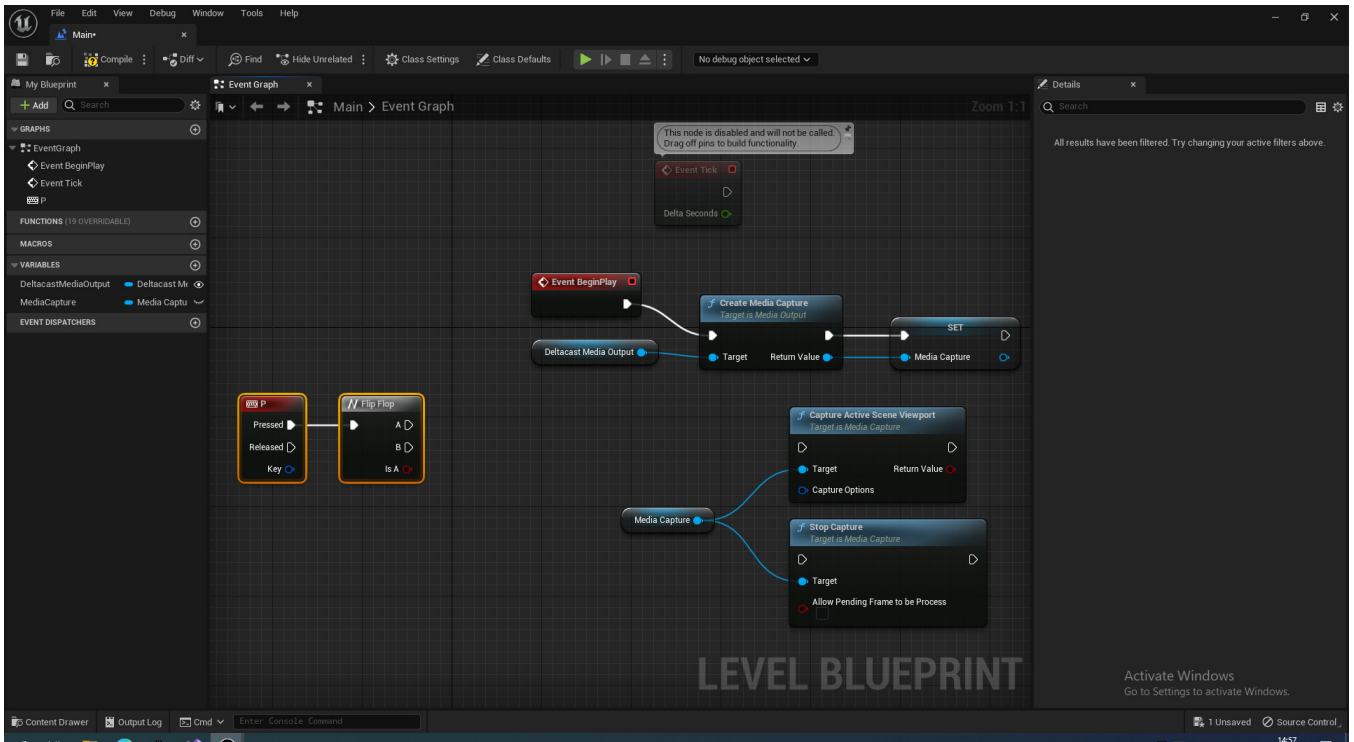 File Edit View Debug Window Tools Help
Main•
Compile Diff Find Hide Unrelated Class Settings Class Defaults No debug object selected
My Blueprint
Add Search
GRAPHS
EventGraph
Event BeginPlay
Event Tick
P
FUNCTIONS (19 OVERRIDABLE)
MACROS
VARIABLES
DeltacastMediaOutput Deltacast Me
MediaCapture Media Captu
EVENT DISPATCHERS
Event Graph
Main > Event Graph Zoom 1:1
This node is disabled and will not be called.
Drag off pins to build functionality.
Event Tick
Delta Seconds
Event BeginPlay
Deltacast Media Output
Create Media Capture
Target is Media Output
Target Return Value
SET
Media Capture
P
Pressed
Released
Key
Flip Flop
A
B
Is A
Capture Active Scene Viewport
Target is Media Capture
Target Return Value
Capture Options
Media Capture
Stop Capture
Target is Media Capture
Target
Allow Pending Frame to be Process
LEVEL BLUEPRINT
Details
Search
All results have been filtered. Try changing your active filters above.
Activate Windows
Go to Settings to activate Windows.
Content Drawer Output Log Cmd Enter Console Command 1 Unsaved Source Control
14:57